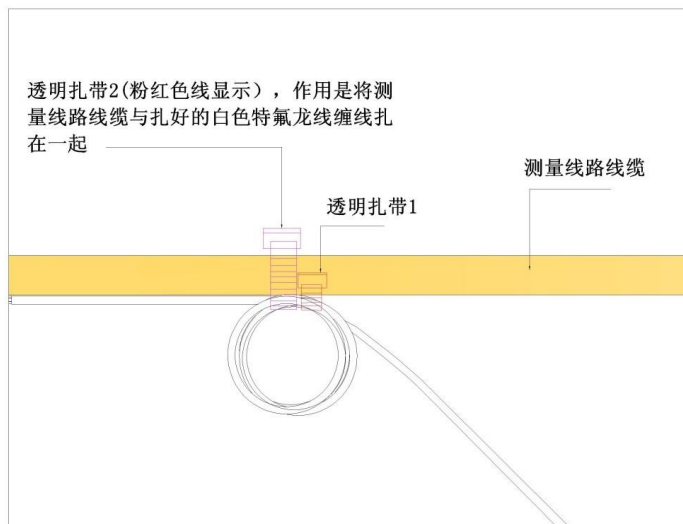 透明扎带2(粉红色线显示），作用是将测
量线路线缆与扎好的白色特氟龙线缠线扎
在一起
测量线路线缆
透明扎带1